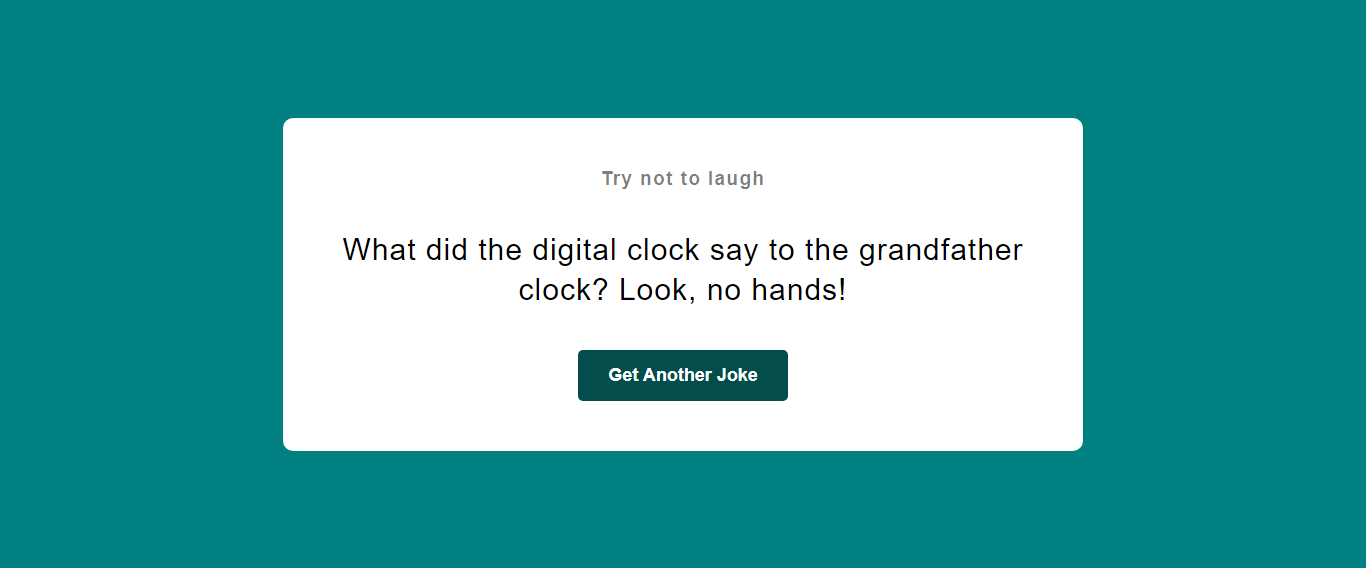 Try not to laugh
What did the digital clock say to the grandfather
clock? Look, no hands!
Get Another Joke